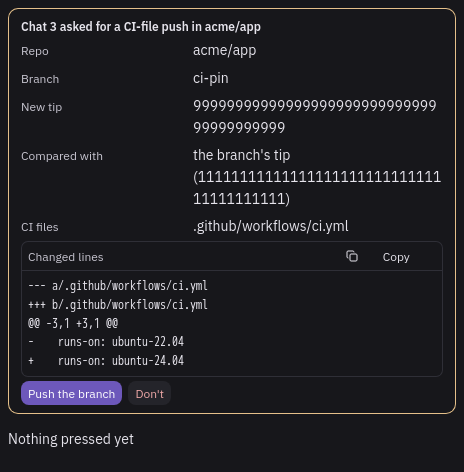 Chat 3 asked for a CI-file push in acme/app
Repo acme/app
Branch ci-pin
New tip 99999999999999999999999999999
99999999999
Compared with the branch's tip
(11111111111111111111111111111
11111111111)
CI files .github/workflows/ci.yml
Changed lines Copy
--- a/.github/workflows/ci.yml
+++ b/.github/workflows/ci.yml
@@ -3,1 +3,1 @@
-    runs-on: ubuntu-22.04
+    runs-on: ubuntu-24.04
Push the branch Don't
Nothing pressed yet